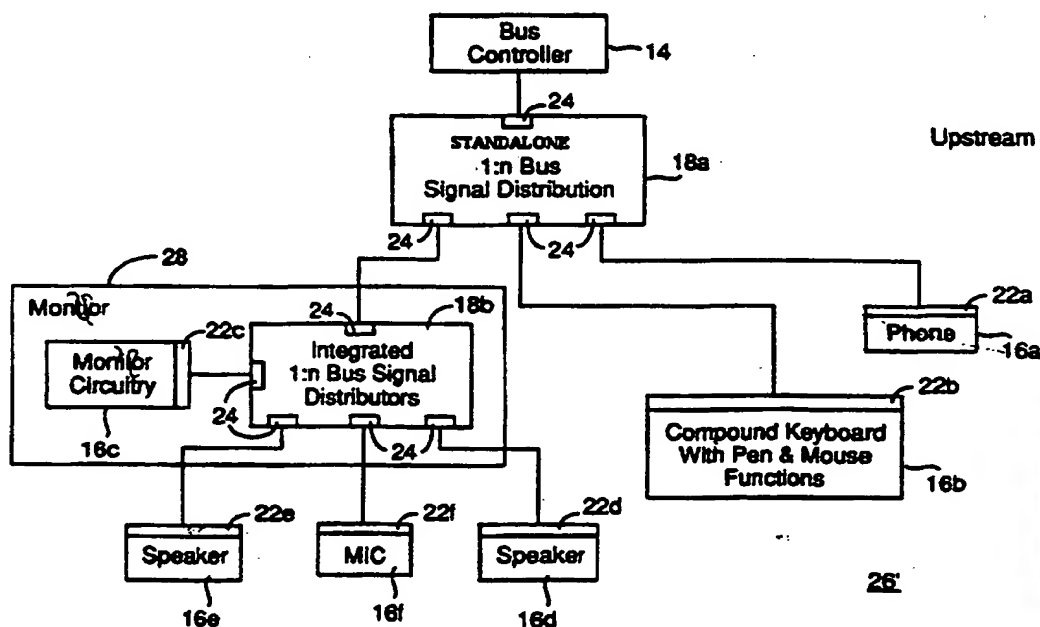 Bus
Controller
14
24
STANDALONE
1:n Bus
Signal Distribution
18a
Upstream
24
24
28
Monitor
22c
24
18b
Integrated
1:n Bus Signal
Distributors
Monitor
Circuitry
24
16c
24
22a
Phone
16a
22b
Compound Keyboard
With Pen & Mouse
Functions
16b
22e
Speaker
16e
22f
MIC
16f
22d
Speaker
16d
26'